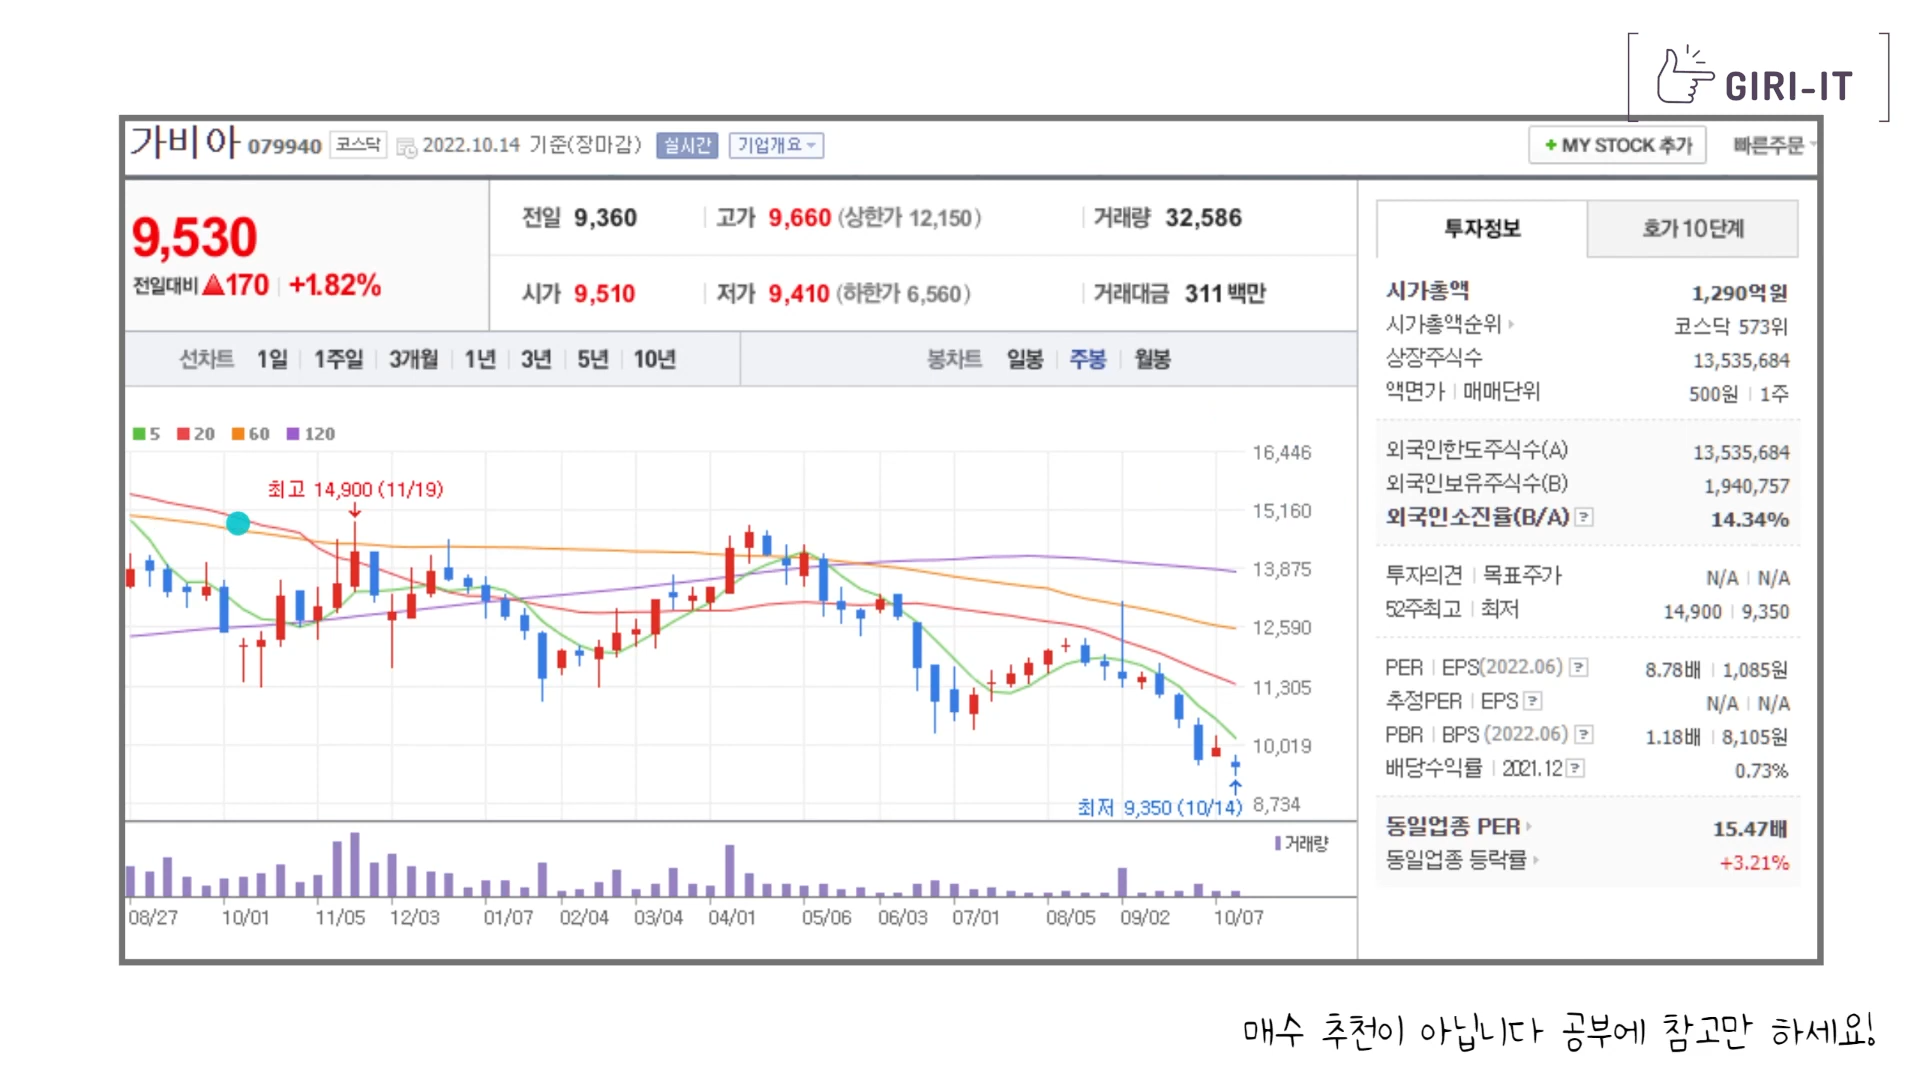 GIRI-IT
가비아 079940 코스닥 2022.10.14 기준(장마감) 실시간 기업개요
+ MY STOCK 추가 빠른주문
9,530
전일대비 ▲170 +1.82%
전일 9,360 고가 9,660 (상한가 12,150) 거래량 32,586
시가 9,510 저가 9,410 (하한가 6,560) 거래대금 311 백만
선차트 1일 1주일 3개월 1년 3년 5년 10년 봉차트 일봉 주봉 월봉
5 20 60 120
최고 14,900 (11/19)
16,446
15,160
13,875
12,590
11,305
10,019
8,734
최저 9,350 (10/14)
거래량
08/27 10/01 11/05 12/03 01/07 02/04 03/04 04/01 05/06 06/03 07/01 08/05 09/02 10/07
투자정보 호가 10단계
시가총액 1,290억원
시가총액순위 코스닥 573위
상장주식수 13,535,684
액면가 | 매매단위 500원 | 1주
외국인한도주식수(A) 13,535,684
외국인보유주식수(B) 1,940,757
외국인소진율(B/A) ? 14.34%
투자의견 | 목표주가 N/A | N/A
52주최고 | 최저 14,900 | 9,350
PER | EPS(2022.06) ? 8.78배 | 1,085원
추정PER | EPS ? N/A | N/A
PBR | BPS (2022.06) ? 1.18배 | 8,105원
배당수익률 | 2021.12 ? 0.73%
동일업종 PER 15.47배
동일업종 등락률 +3.21%
매수 추천이 아닙니다 공부에 참고만 하세요!